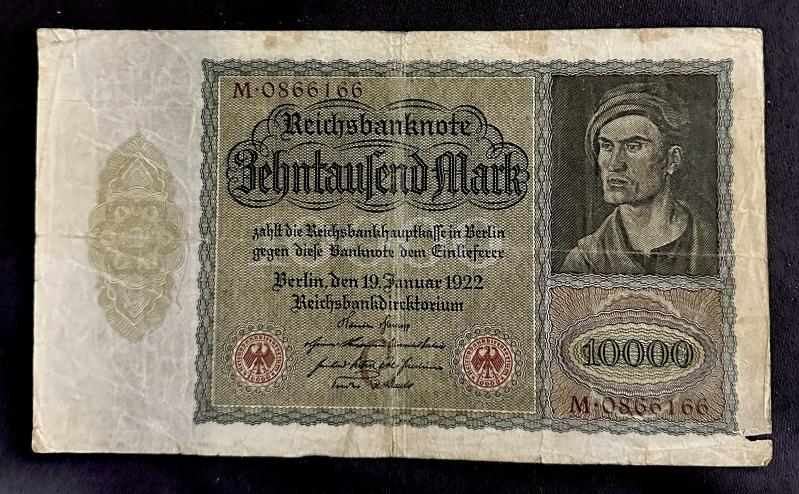 M·0866166
Reichsbanknote
Zehntausend Mark
zahlt die Reichsbankhauptkasse in Berlin
gegen diese Banknote dem Einlieferer
Berlin, den 19. Januar 1922
Reichsbankdirektorium
10000
M·0866166